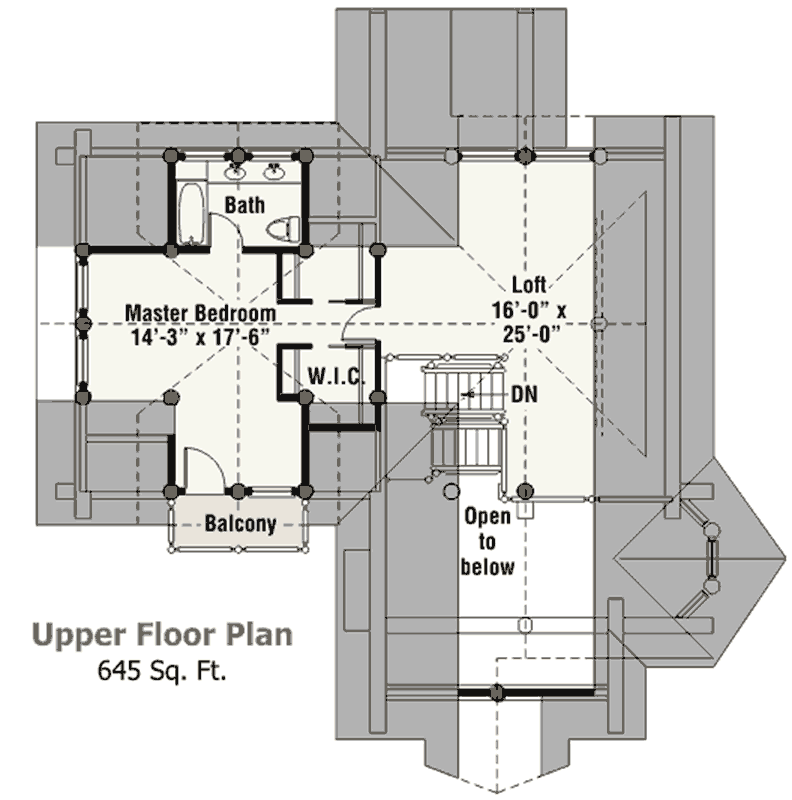 Bath
Loft
16'-0" x
25'-0"
Master Bedroom
14'-3" x 17'-6"
W.I.C.
DN
Balcony
Open
to
below
Upper Floor Plan
645 Sq. Ft.